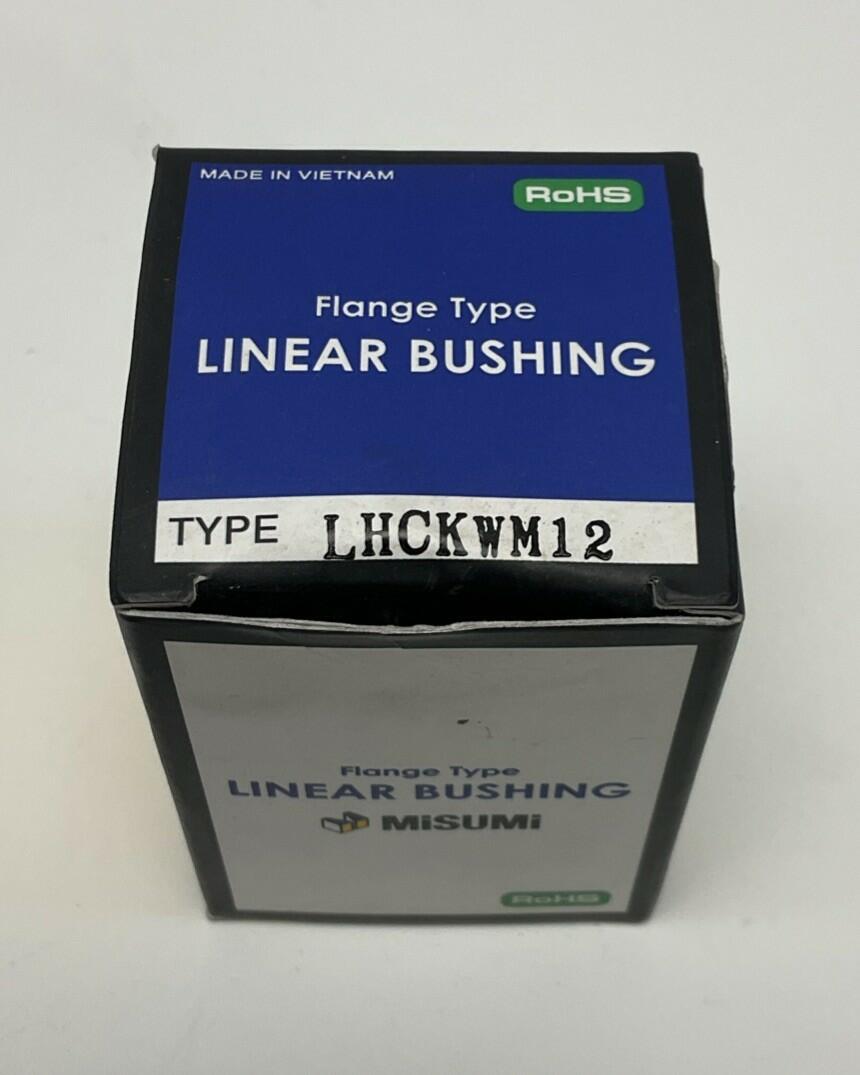 MADE IN VIETNAM
RoHS
Flange Type
LINEAR BUSHING
TYPE LHCKWM12
Flange Type
LINEAR BUSHING
MiSUMi
RoHS